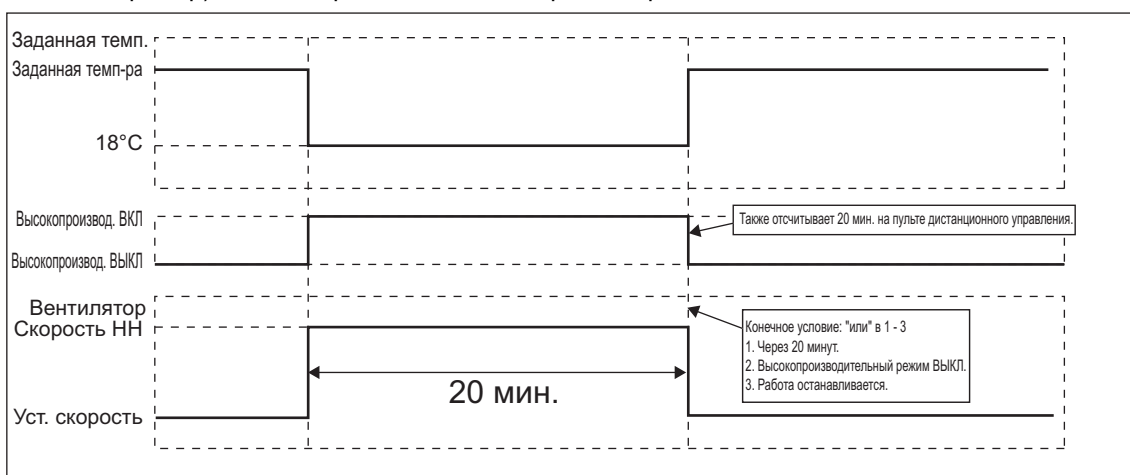 Заданная темп.
Заданная темп-ра
18°C
Высокопроизвод. ВКЛ
Также отсчитывает 20 мин. на пульте дистанционного управления.
Высокопроизвод. ВЫКЛ
Вентилятор
Скорость НН
Конечное условие: "или" в 1 - 3
1. Через 20 минут.
2. Высокопроизводительный режим ВЫКЛ.
3. Работа останавливается.
20 мин.
Уст. скорость